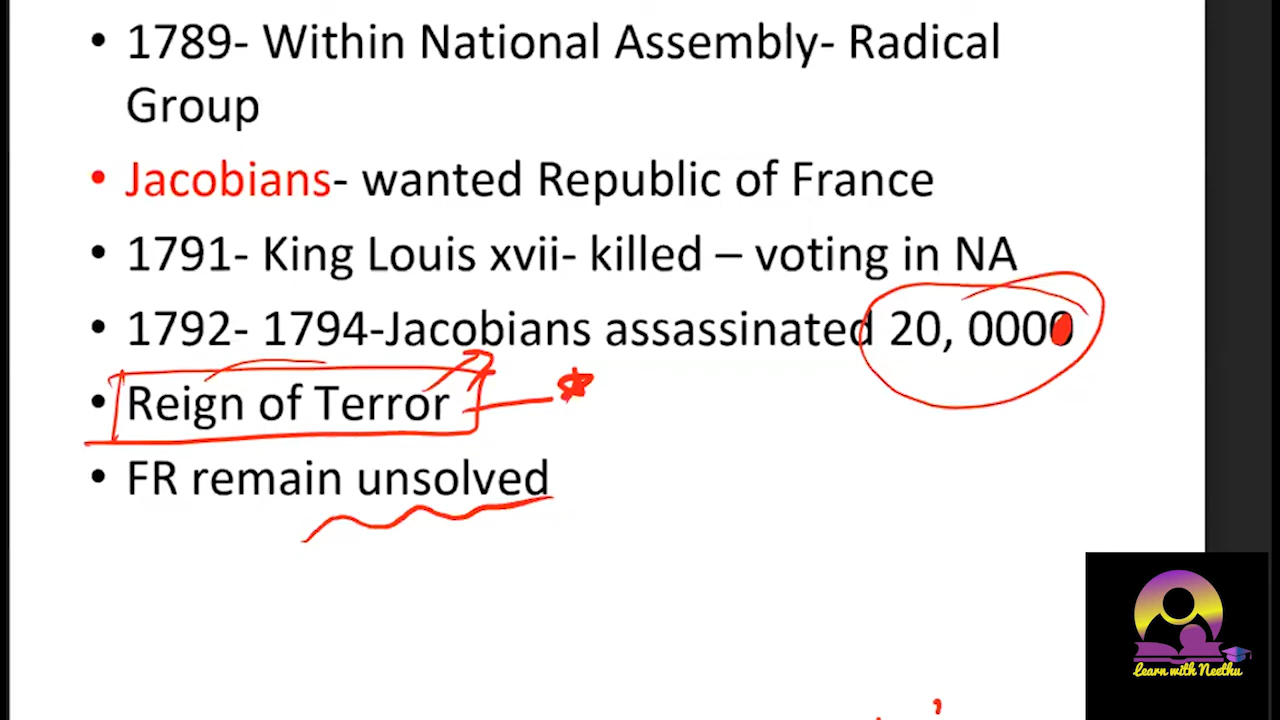 • 1789- Within National Assembly- Radical
Group
• Jacobians- wanted Republic of France
• 1791- King Louis xvii- killed – voting in NA
• 1792- 1794-Jacobians assassinated 20, 0000
• Reign of Terror
• FR remain unsolved
Learn with Neethu